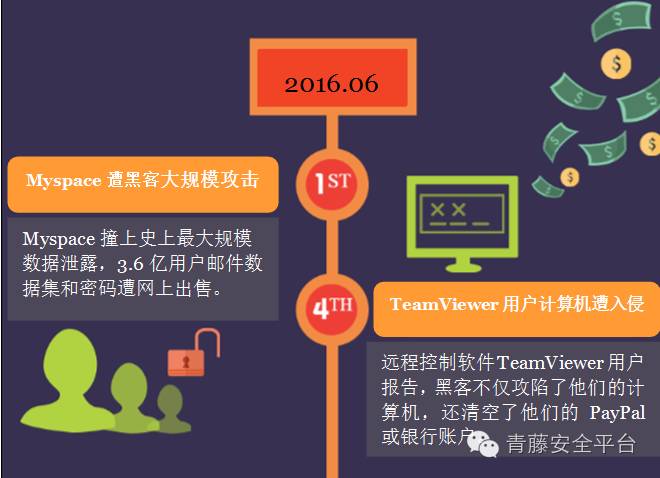 2016.06
1ST
Myspace 遭黑客大规模攻击
Myspace 撞上史上最大规模
数据泄露，3.6 亿用户邮件数
据集和密码遭网上出售。
4TH
TeamViewer 用户计算机遭入侵
远程控制软件TeamViewer用户
报告，黑客不仅攻陷了他们的计
算机，还清空了他们的 PayPal
或银行账户。
青藤安全平台